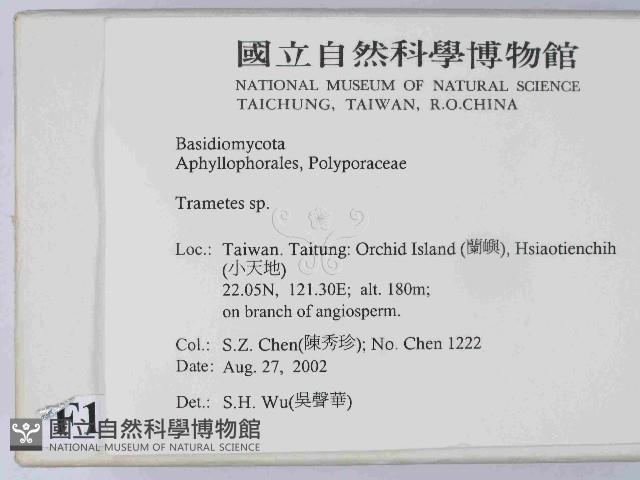 國立自然科學博物館
NATIONAL MUSEUM OF NATURAL SCIENCE
TAICHUNG, TAIWAN, R.O.CHINA
Basidiomycota
Aphyllophorales, Polyporaceae
Trametes sp.
Loc.: Taiwan. Taitung: Orchid Island (蘭嶼), Hsiaotienchih
(小天地)
22.05N, 121.30E; alt. 180m;
on branch of angiosperm.
Col.: S.Z. Chen(陳秀珍); No. Chen 1222
Date: Aug. 27, 2002
Det.: S.H. Wu(吳聲華)
F1
國立自然科學博物館
NATIONAL MUSEUM OF NATURAL SCIENCE